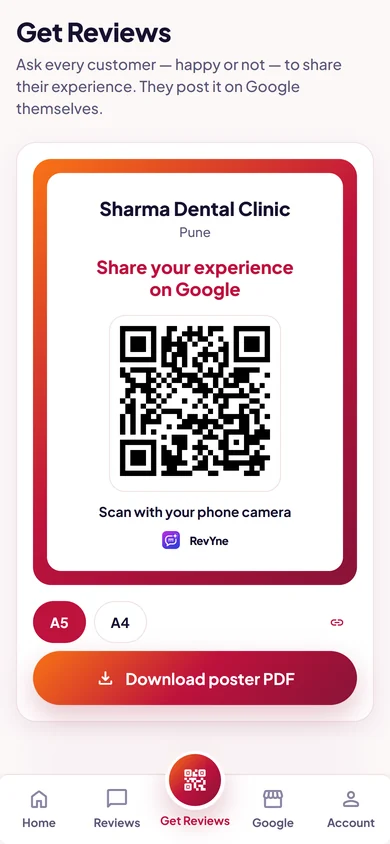 Get Reviews
Ask every customer — happy or not — to share
their experience. They post it on Google
themselves.
Sharma Dental Clinic
Pune
Share your experience
on Google
Scan with your phone camera
RevYne
A5
A4
Download poster PDF
Home
Reviews
Get Reviews
Google
Account